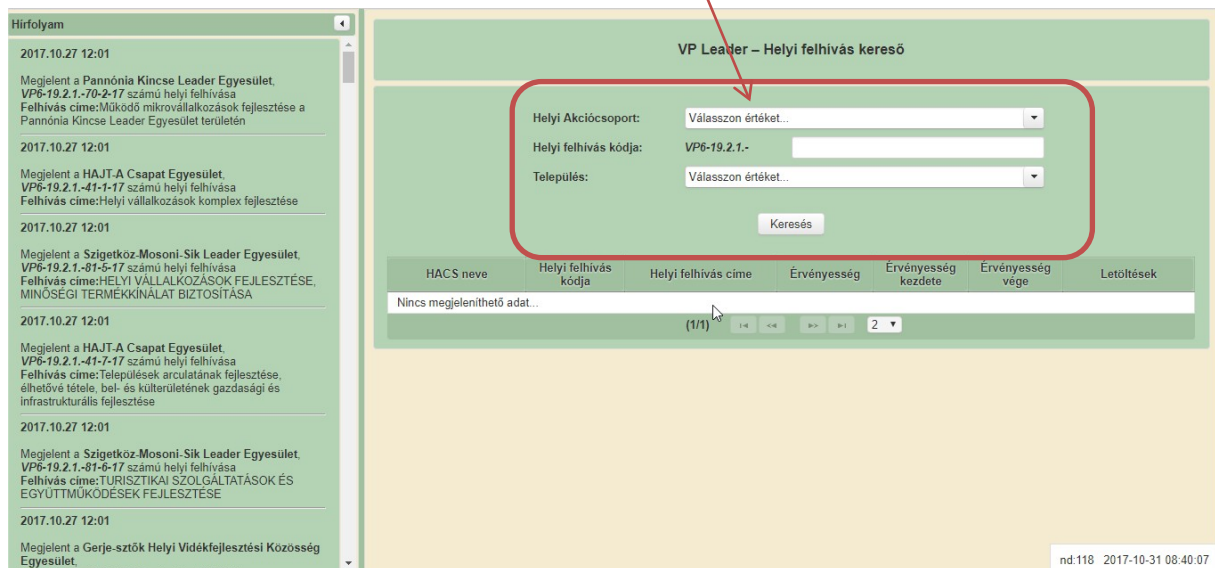 Hírfolyam
2017.10.27 12:01
Megjelent a Pannónia Kincse Leader Egyesület,
VP6-19.2.1.-70-2-17 számú helyi felhívása
Felhívás címe:Működő mikrovállalkozások fejlesztése a
Pannónia Kincse Leader Egyesület területén
2017.10.27 12:01
Megjelent a HAJT-A Csapat Egyesület,
VP6-19.2.1.-41-1-17 számú helyi felhívása
Felhívás címe:Helyi vállalkozások komplex fejlesztése
2017.10.27 12:01
Megjelent a Szigetköz-Mosoni-Sík Leader Egyesület,
VP6-19.2.1.-81-5-17 számú helyi felhívása
Felhívás címe:HELYI VÁLLALKOZÁSOK FEJLESZTÉSE,
MINŐSÉGI TERMÉKKÍNÁLAT BIZTOSÍTÁSA
2017.10.27 12:01
Megjelent a HAJT-A Csapat Egyesület,
VP6-19.2.1.-41-7-17 számú helyi felhívása
Felhívás címe:Települések arculatának fejlesztése,
élhetővé tétele, bel- és külterületének gazdasági és
infrastrukturális fejlesztése
2017.10.27 12:01
Megjelent a Szigetköz-Mosoni-Sík Leader Egyesület,
VP6-19.2.1.-81-6-17 számú helyi felhívása
Felhívás címe:TURISZTIKAI SZOLGÁLTATÁSOK ÉS
EGYÜTTMŰKÖDÉSEK FEJLESZTÉSE
2017.10.27 12:01
Megjelent a Gerje-sztők Helyi Vidékfejlesztési Közösség
Egyesület,
VP Leader – Helyi felhívás kereső
Helyi Akciócsoport: Válasszon értéket...
Helyi felhívás kódja: VP6-19.2.1.-
Település: Válasszon értéket...
Keresés
HACS neve Helyi felhívás kódja Helyi felhívás címe Érvényesség Érvényesség kezdete Érvényesség vége Letöltések
Nincs megjeleníthető adat...
(1/1) 2
nd:118 2017-10-31 08:40:07